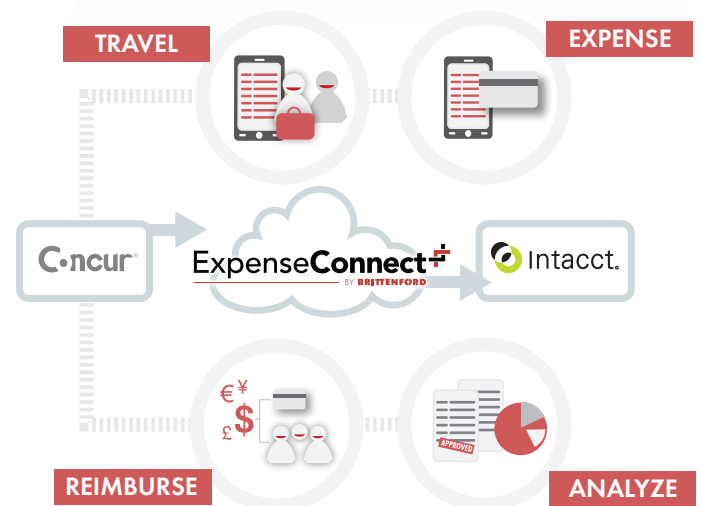 TRAVEL
EXPENSE
Concur
ExpenseConnect
BY BRITTENFORD
Intacct.
€ ¥
$
£
APPROVED
REIMBURSE
ANALYZE